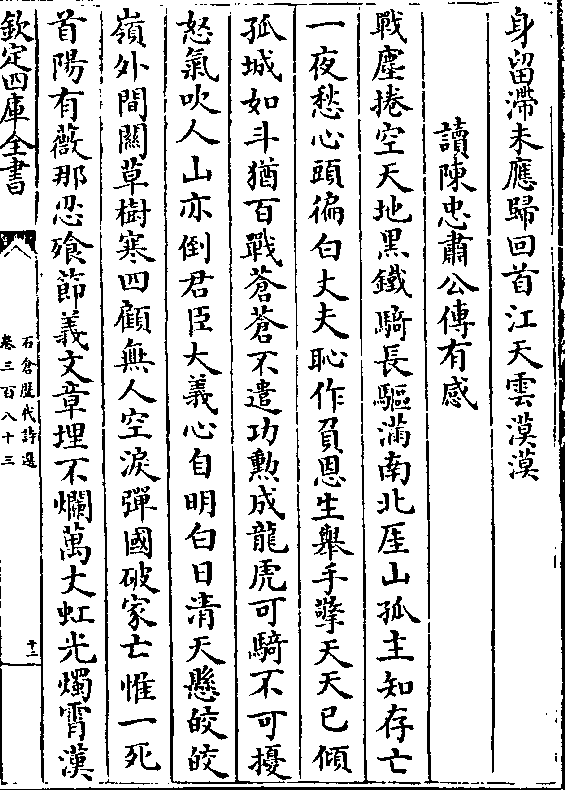 身留滯未應歸回首江天雲漠漠
讀陳忠肅公傳有感
戰塵捲空天地黑鐵騎長驅滿南北厓山孤主知存亡
一夜愁心頭徧白丈夫恥作負恩生舉手擎天天已傾
孤城如斗猶百戰蒼蒼不遣功勲成龍虎可騎不可擾
怒氣吹人山亦倒君臣大義心自明白日清天懸皎皎
嶺外間關草樹寒四顧無人空淚彈國破家亡惟一死
首陽有薇那忍飱節義文章埋不爛萬丈虹光燭霄漢
欽定四庫全書
石倉歴代詩選
卷三百八十三
十二